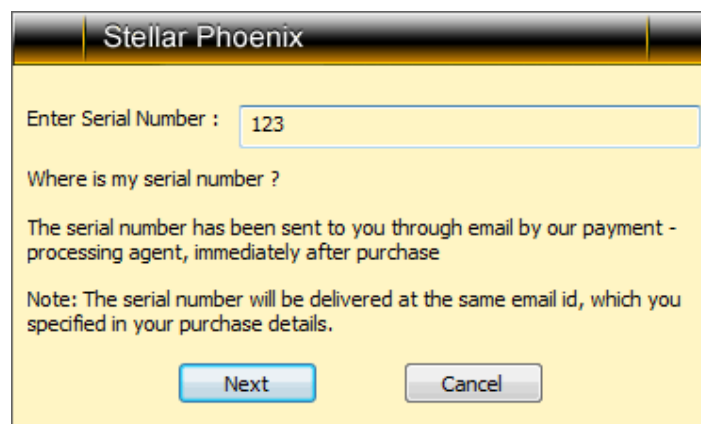 Stellar Phoenix
Enter Serial Number : 123
Where is my serial number ?
The serial number has been sent to you through email by our payment -
processing agent, immediately after purchase
Note: The serial number will be delivered at the same email id, which you
specified in your purchase details.
Next Cancel